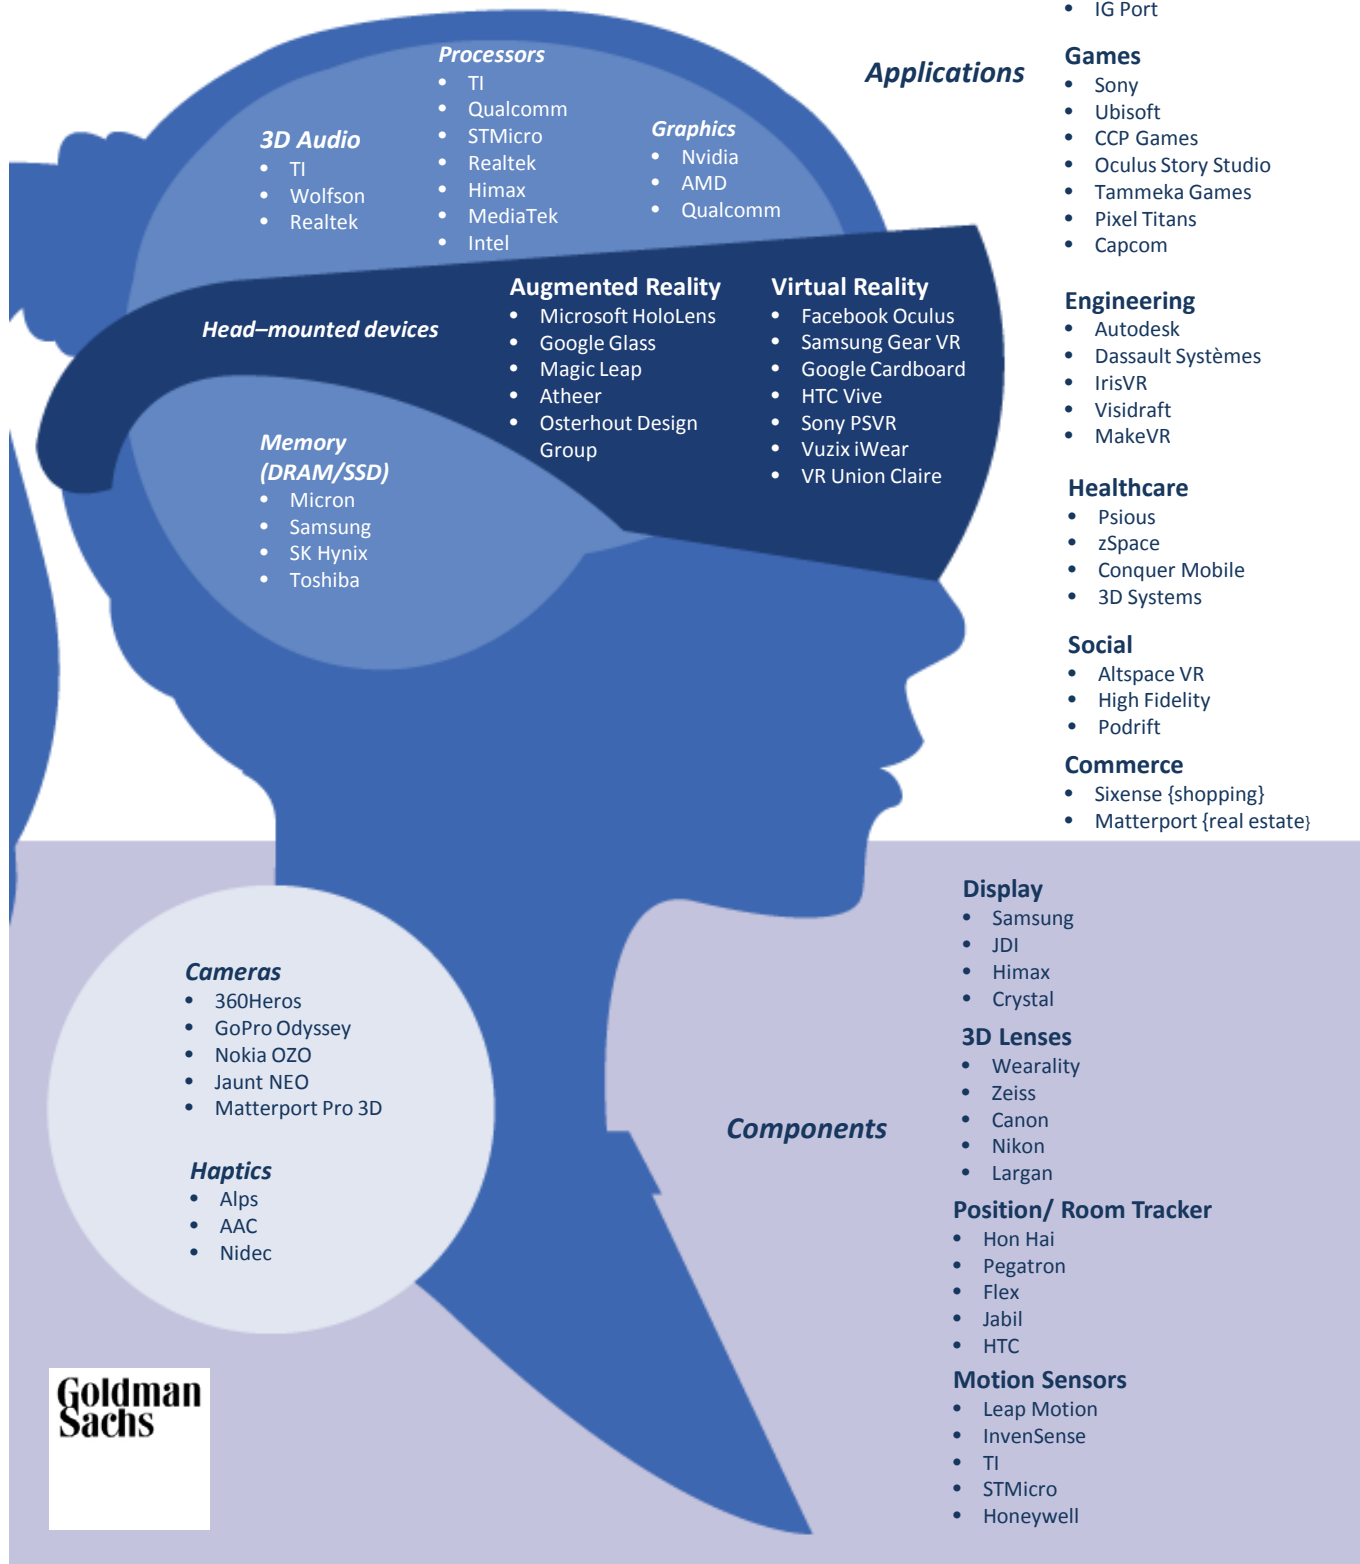 IG Port
Applications
Games
Sony
Ubisoft
CCP Games
Oculus Story Studio
Tammeka Games
Pixel Titans
Capcom
Engineering
Autodesk
Dassault Systèmes
IrisVR
Visidraft
MakeVR
Healthcare
Psious
zSpace
Conquer Mobile
3D Systems
Social
Altspace VR
High Fidelity
Podrift
Commerce
Sixense {shopping}
Matterport {real estate}
3D Audio
TI
Wolfson
Realtek
Processors
TI
Qualcomm
STMicro
Realtek
Himax
MediaTek
Intel
Graphics
Nvidia
AMD
Qualcomm
Head–mounted devices
Augmented Reality
Microsoft HoloLens
Google Glass
Magic Leap
Atheer
Osterhout Design
Group
Virtual Reality
Facebook Oculus
Samsung Gear VR
Google Cardboard
HTC Vive
Sony PSVR
Vuzix iWear
VR Union Claire
Memory
(DRAM/SSD)
Micron
Samsung
SK Hynix
Toshiba
Cameras
360Heros
GoPro Odyssey
Nokia OZO
Jaunt NEO
Matterport Pro 3D
Haptics
Alps
AAC
Nidec
Components
Display
Samsung
JDI
Himax
Crystal
3D Lenses
Wearality
Zeiss
Canon
Nikon
Largan
Position/ Room Tracker
Hon Hai
Pegatron
Flex
Jabil
HTC
Motion Sensors
Leap Motion
InvenSense
TI
STMicro
Honeywell
Goldman
Sachs